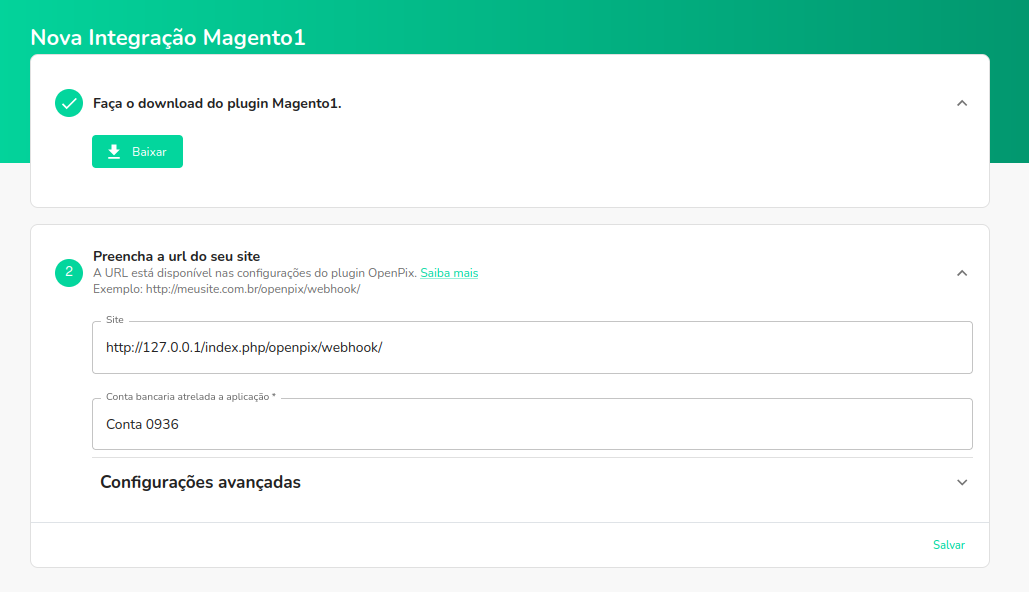 Nova Integração Magento1
Faça o download do plugin Magento1.
Baixar
2
Preencha a url do seu site
A URL está disponível nas configurações do plugin OpenPix. Saiba mais
Exemplo: http://meusite.com.br/openpix/webhook/
Site
http://127.0.0.1/index.php/openpix/webhook/
Conta bancaria atrelada a aplicação *
Conta 0936
Configurações avançadas
Salvar